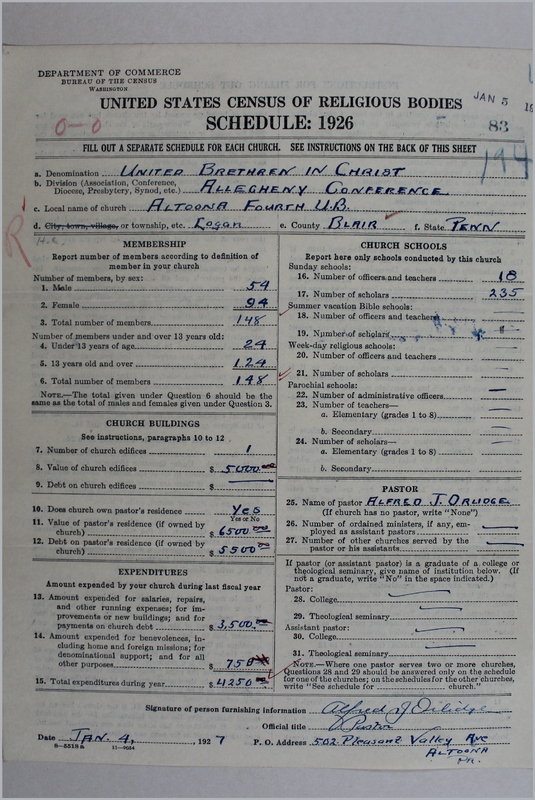 DEPARTMENT OF COMMERCE
BUREAU OF THE CENSUS
WASHINGTON
UNITED STATES CENSUS OF RELIGIOUS BODIES
JAN 5
SCHEDULE: 1926
0-0
83
FILL OUT A SEPARATE SCHEDULE FOR EACH CHURCH. SEE INSTRUCTIONS ON THE BACK OF THIS SHEET
194
a. Denomination UNITED BRETHREN IN CHRIST
b. Division (Association, Conference, Diocese, Presbytery, Synod, etc.) ALLEGHENY CONFERENCE
c. Local name of church ALTOONA FOURTH U.B.
d. City, town, village, or township, etc. Logan e. County BLAIR f. State PENN
R
MEMBERSHIP
Report number of members according to definition of member in your church
Number of members, by sex:
1. Male 54
2. Female 94
3. Total number of members 148
Number of members under and over 13 years old:
4. Under 13 years of age 24
5. 13 years old and over 124
6. Total number of members 148
NOTE.—The total given under Question 6 should be the same as the total of males and females given under Question 3.
CHURCH BUILDINGS
See instructions, paragraphs 10 to 12
7. Number of church edifices 1
8. Value of church edifices $ 5000.00
9. Debt on church edifices $
10. Does church own pastor's residence Yes
Yes or No
11. Value of pastor's residence (if owned by church) $ 6500.00
12. Debt on pastor's residence (if owned by church) $ 5500.00
EXPENDITURES
Amount expended by your church during last fiscal year
13. Amount expended for salaries, repairs, and other running expenses; for improvements or new buildings; and for payments on church debt $ 3,500.00
14. Amount expended for benevolences, including home and foreign missions; for denominational support; and for all other purposes $ 750
15. Total expenditures during year $ 4250
CHURCH SCHOOLS
Report here only schools conducted by this church
Sunday schools:
16. Number of officers and teachers 18
17. Number of scholars 235
Summer vacation Bible schools:
18. Number of officers and teachers
19. Number of scholars
Week-day religious schools:
20. Number of officers and teachers
21. Number of scholars
Parochial schools:
22. Number of administrative officers
23. Number of teachers—
a. Elementary (grades 1 to 8)
b. Secondary
24. Number of scholars—
a. Elementary (grades 1 to 8)
b. Secondary
PASTOR
25. Name of pastor ALFRED J. ORLIDGE
(If church has no pastor, write "None")
26. Number of ordained ministers, if any, employed as assistant pastors
27. Number of other churches served by the pastor or his assistants
If pastor (or assistant pastor) is a graduate of a college or theological seminary, give name of institution below. (If not a graduate, write "No" in the space indicated.)
Pastor:
28. College
29. Theological seminary
Assistant pastor:
30. College
31. Theological seminary
NOTE.—Where one pastor serves two or more churches, Questions 28 and 29 should be answered only on the schedule for one of the churches; on the schedules for the other churches, write "See schedule for church."
Signature of person furnishing information Alfred J Orlidge
Official title Pastor
Date JAN. 4, 1927 P. O. Address 502 Pleasant Valley Ave
8—5518a 11—9034
ALTOONA
PA.